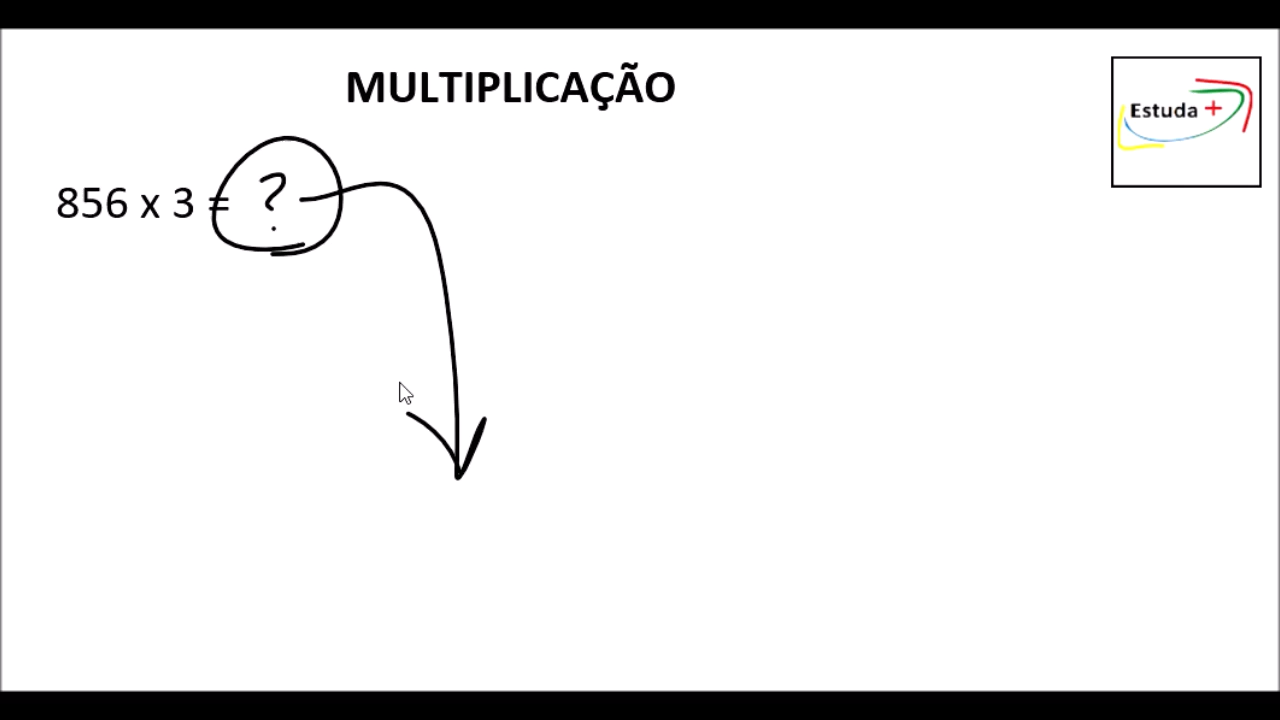 MULTIPLICAÇÃO
Estuda +
856 x 3 = ?